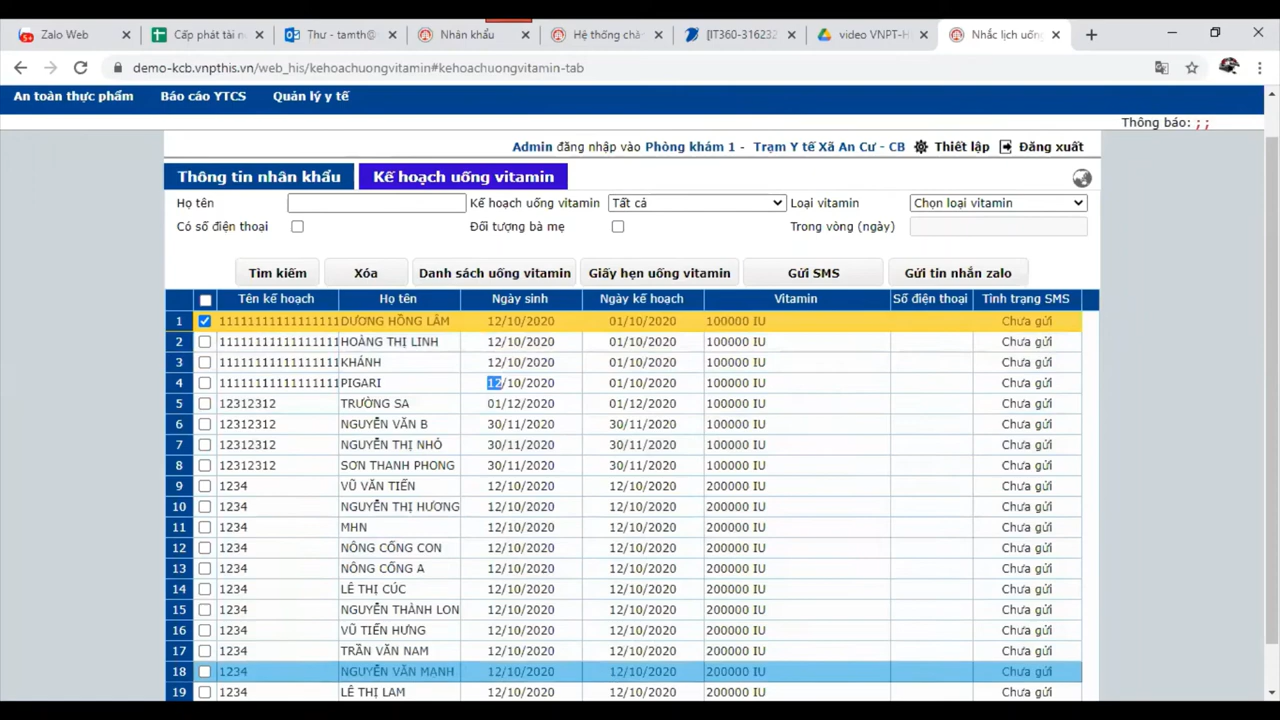 Zalo Web
Cấp phát tài n
Thư - tamth@
Nhân khẩu
Hệ thống chă
[IT360-316232
video VNPT-H
Nhắc lịch uống
demo-kcb.vnpthis.vn/web_his/kehoachuongvitamin#kehoachuongvitamin-tab
An toàn thực phẩm Báo cáo YTCS Quản lý y tế
Thông báo: ; ;
Admin đăng nhập vào Phòng khám 1 - Trạm Y tế Xã An Cư - CB Thiết lập Đăng xuất
Thông tin nhân khẩu Kế hoạch uống vitamin
Họ tên Kế hoạch uống vitamin Tất cả Loại vitamin Chọn loại vitamin
Có số điện thoại Đối tượng bà mẹ Trong vòng (ngày)
Tìm kiếm Xóa Danh sách uống vitamin Giấy hẹn uống vitamin Gửi SMS Gửi tin nhắn zalo
Tên kế hoạch Họ tên Ngày sinh Ngày kế hoạch Vitamin Số điện thoại Tình trạng SMS
1 11111111111111111 DƯƠNG HỒNG LÂM 12/10/2020 01/10/2020 100000 IU Chưa gửi
2 11111111111111111 HOÀNG THỊ LINH 12/10/2020 01/10/2020 100000 IU Chưa gửi
3 11111111111111111 KHÁNH 12/10/2020 01/10/2020 100000 IU Chưa gửi
4 11111111111111111 PIGARI 12/10/2020 01/10/2020 100000 IU Chưa gửi
5 12312312 TRƯỜNG SA 01/12/2020 01/12/2020 100000 IU Chưa gửi
6 12312312 NGUYỄN VĂN B 30/11/2020 30/11/2020 100000 IU Chưa gửi
7 12312312 NGUYỄN THỊ NHỎ 30/11/2020 30/11/2020 100000 IU Chưa gửi
8 12312312 SƠN THANH PHONG 30/11/2020 30/11/2020 100000 IU Chưa gửi
9 1234 VŨ VĂN TIẾN 12/10/2020 12/10/2020 200000 IU Chưa gửi
10 1234 NGUYỄN THỊ HƯƠNG 12/10/2020 12/10/2020 200000 IU Chưa gửi
11 1234 MHN 12/10/2020 12/10/2020 200000 IU Chưa gửi
12 1234 NÔNG CỐNG CON 12/10/2020 12/10/2020 200000 IU Chưa gửi
13 1234 NÔNG CỐNG A 12/10/2020 12/10/2020 200000 IU Chưa gửi
14 1234 LÊ THỊ CÚC 12/10/2020 12/10/2020 200000 IU Chưa gửi
15 1234 NGUYỄN THÀNH LON 12/10/2020 12/10/2020 200000 IU Chưa gửi
16 1234 VŨ TIẾN HƯNG 12/10/2020 12/10/2020 200000 IU Chưa gửi
17 1234 TRẦN VĂN NAM 12/10/2020 12/10/2020 200000 IU Chưa gửi
18 1234 NGUYỄN VĂN MẠNH 12/10/2020 12/10/2020 200000 IU Chưa gửi
19 1234 LÊ THỊ LAM 12/10/2020 12/10/2020 200000 IU Chưa gửi